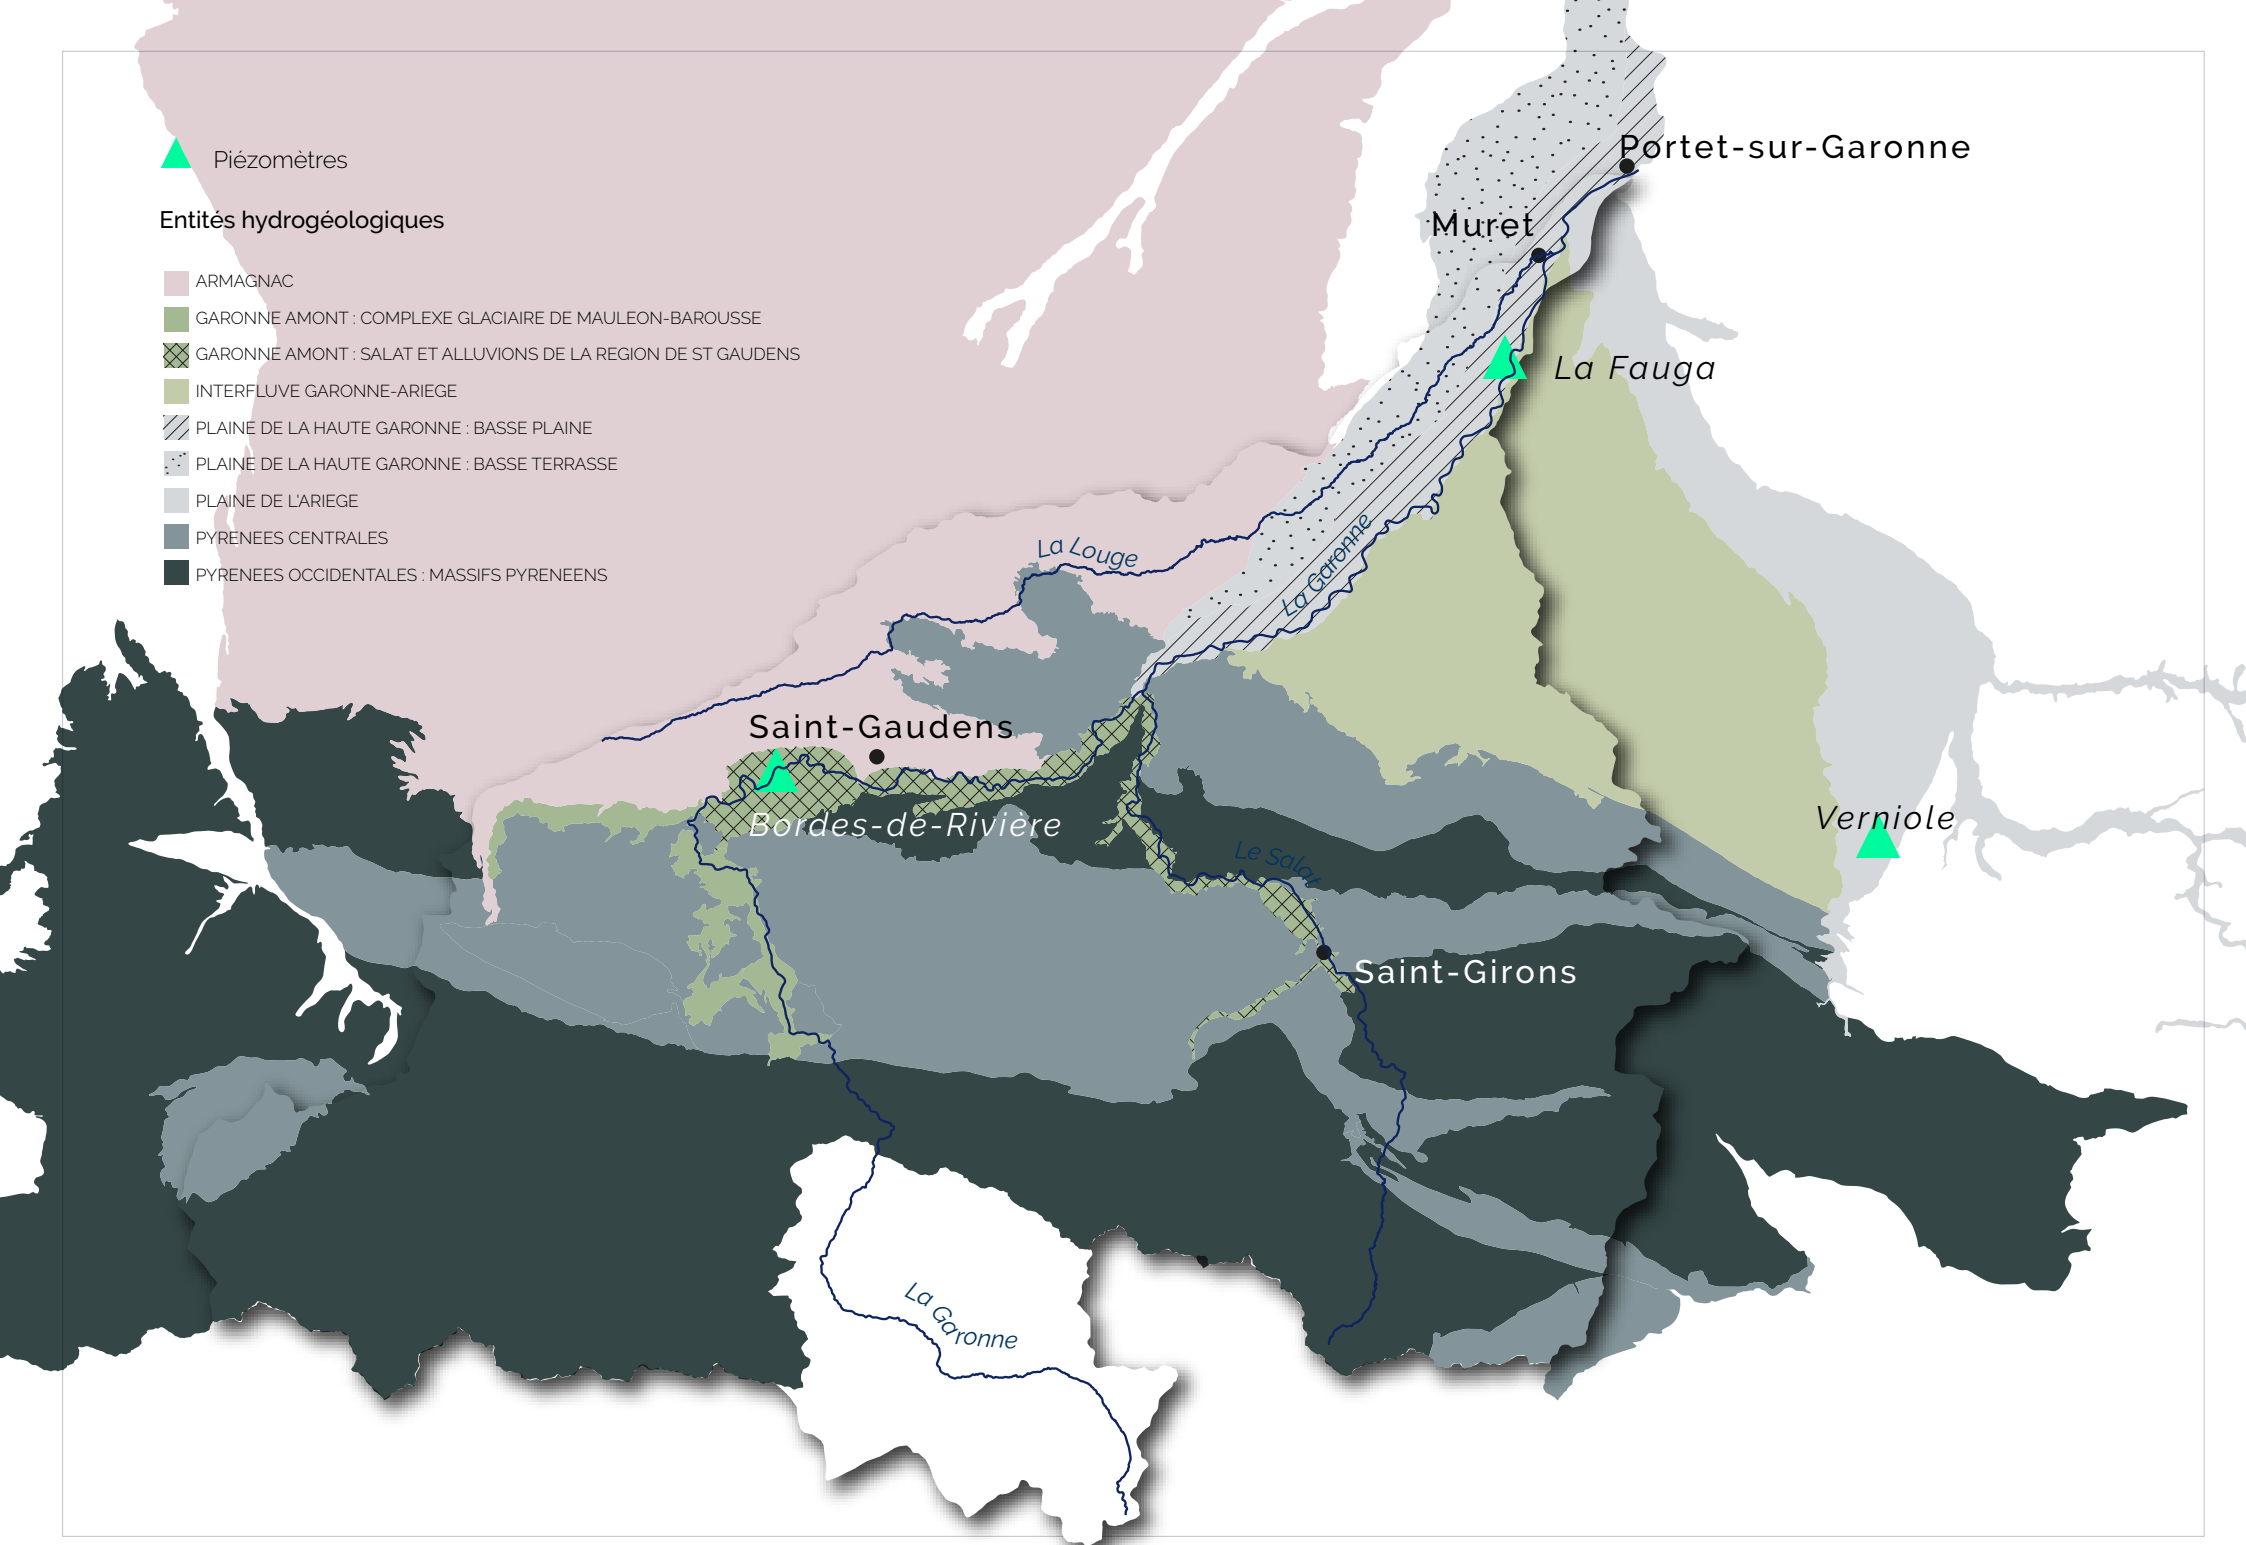 Piézomètres
Entités hydrogéologiques
ARMAGNAC
GARONNE AMONT : COMPLEXE GLACIAIRE DE MAULEON-BAROUSSE
GARONNE AMONT : SALAT ET ALLUVIONS DE LA REGION DE ST GAUDENS
INTERFLUVE GARONNE-ARIEGE
PLAINE DE LA HAUTE GARONNE : BASSE PLAINE
PLAINE DE LA HAUTE GARONNE : BASSE TERRASSE
PLAINE DE L'ARIEGE
PYRENEES CENTRALES
PYRENEES OCCIDENTALES : MASSIFS PYRENEENS
Portet-sur-Garonne
Muret
La Fauga
La Louge
La Garonne
Saint-Gaudens
Bordes-de-Rivière
Verniole
Le Salat
Saint-Girons
La Garonne